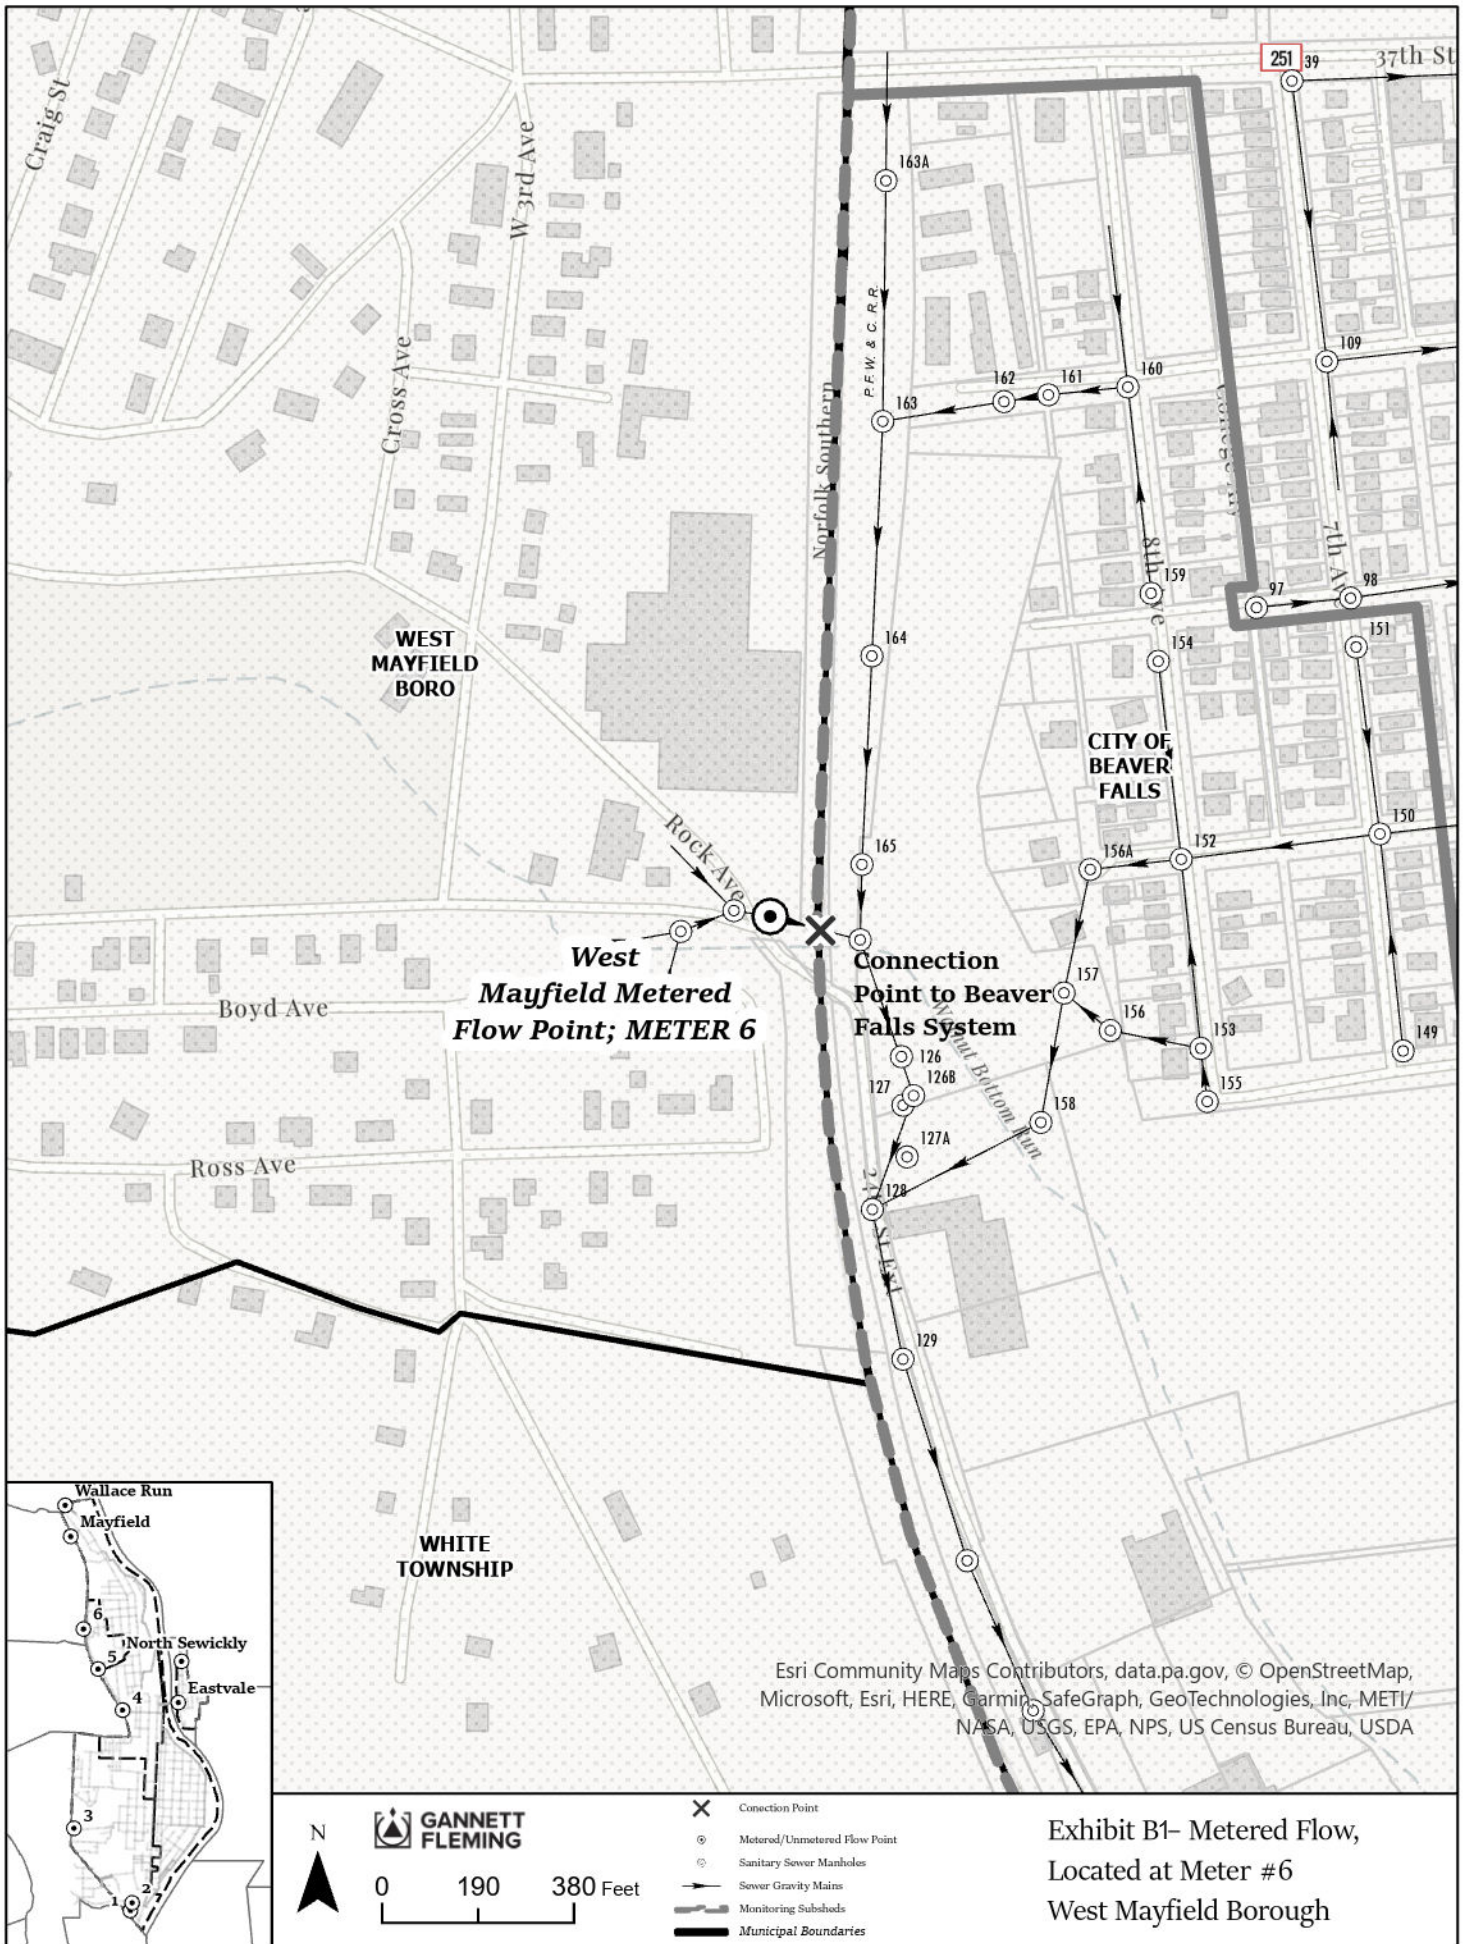 251
39
37th St
Craig St
W 3rd Ave
163A
P.F.W. & C. R.R.
109
160
161
162
163
Cross Ave
Norfolk Southern
College Aly
7th Ave
8th Ave
159
97
98
151
154
164
WEST
MAYFIELD
BORO
CITY OF
BEAVER
FALLS
150
152
156A
165
Rock Ave
West
Mayfield Metered
Flow Point; METER 6
Connection
Point to Beaver
Falls System
Walnut Bottom Run
Boyd Ave
157
156
153
149
155
126
126B
127
158
127A
128
Ross Ave
St Ext
129
WHITE
TOWNSHIP
Wallace Run
Mayfield
6
North Sewickly
5
Eastvale
4
3
2
1
Esri Community Maps Contributors, data.pa.gov, © OpenStreetMap,
Microsoft, Esri, HERE, Garmin, SafeGraph, GeoTechnologies, Inc, METI/
NASA, USGS, EPA, NPS, US Census Bureau, USDA
N
GANNETT
FLEMING
0 190 380 Feet
Conection Point
Metered/Unmetered Flow Point
Sanitary Sewer Manholes
Sewer Gravity Mains
Monitoring Subsheds
Municipal Boundaries
Exhibit B1– Metered Flow,
Located at Meter #6
West Mayfield Borough